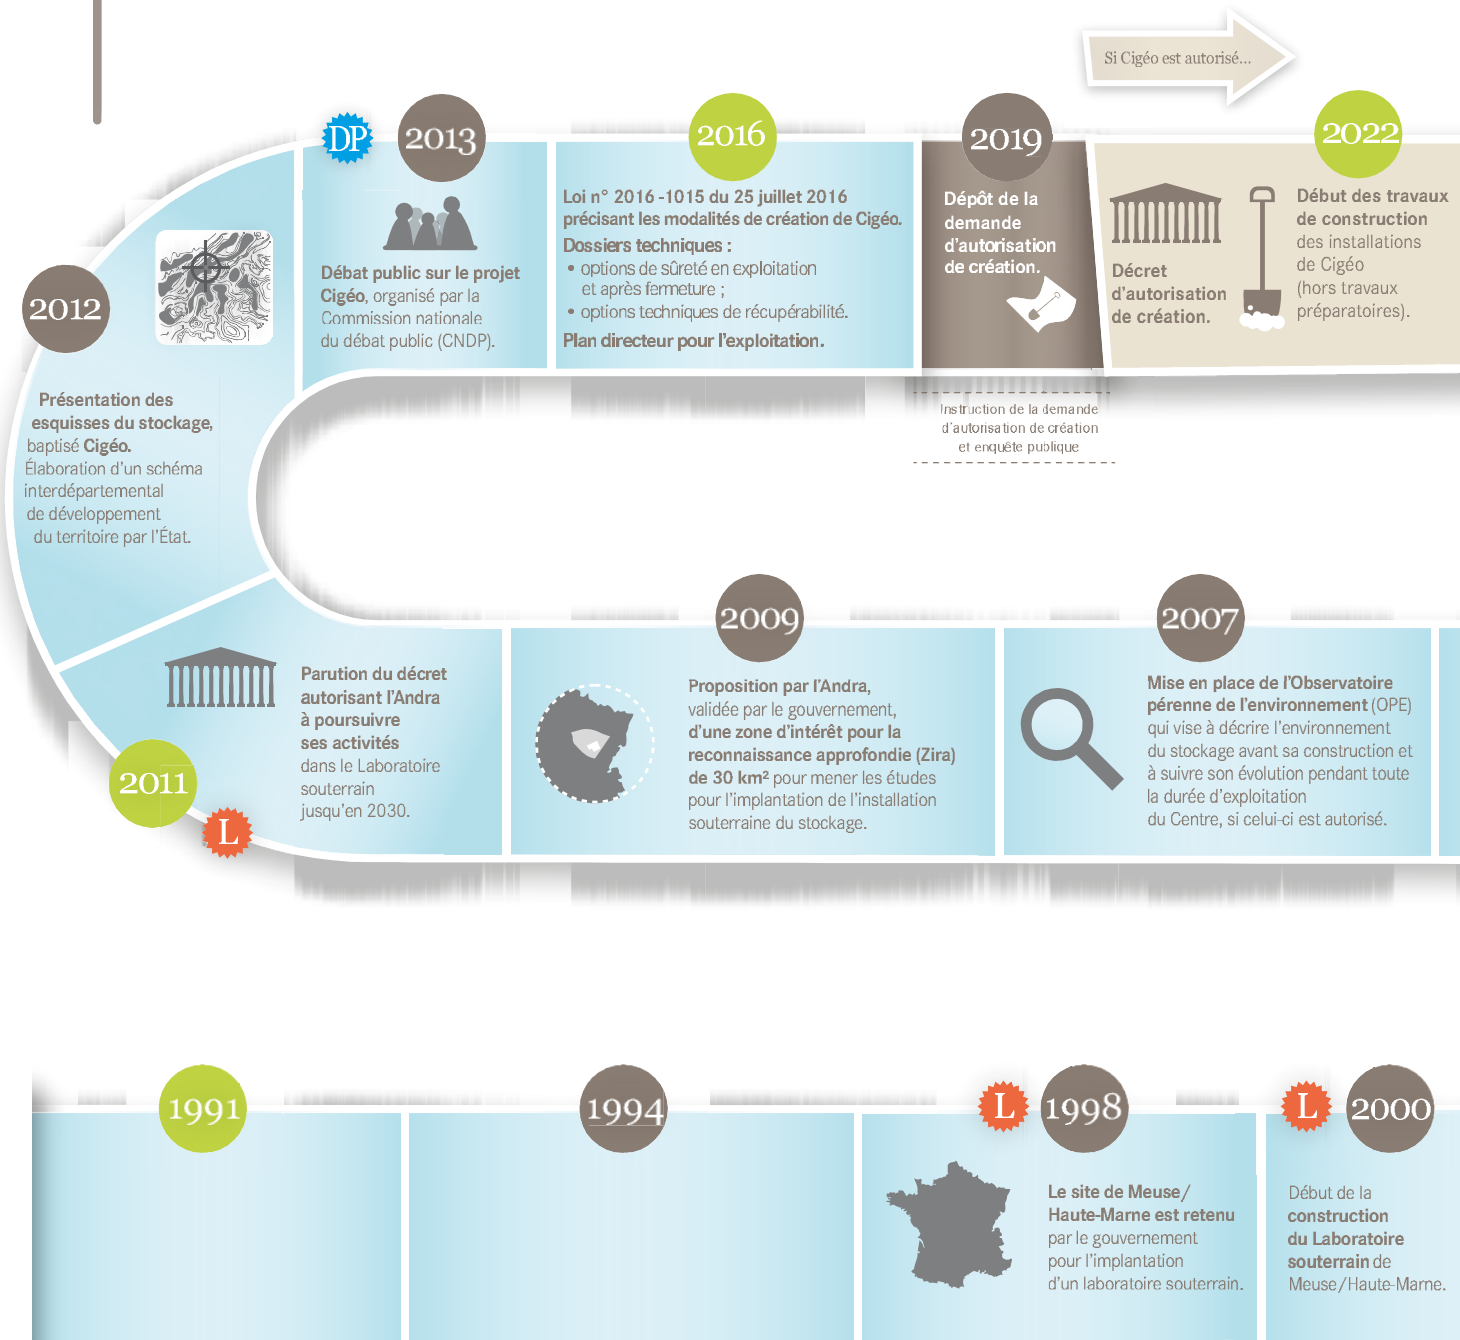 Si Cigéo est autorisé...
DP
2013
Débat public sur le projet
Cigéo, organisé par la
Commission nationale
du débat public (CNDP).
2016
Loi n° 2016 -1015 du 25 juillet 2016
précisant les modalités de création de Cigéo.
Dossiers techniques :
• options de sûreté en exploitation
et après fermeture ;
• options techniques de récupérabilité.
Plan directeur pour l'exploitation.
2019
Dépôt de la
demande
d'autorisation
de création.
Instruction de la demande
d'autorisation de création
et enquête publique
Décret
d'autorisation
de création.
2022
Début des travaux
de construction
des installations
de Cigéo
(hors travaux
préparatoires).
2012
Présentation des
esquisses du stockage,
baptisé Cigéo.
Élaboration d'un schéma
interdépartemental
de développement
du territoire par l'État.
2011
L
Parution du décret
autorisant l'Andra
à poursuivre
ses activités
dans le Laboratoire
souterrain
jusqu'en 2030.
2009
Proposition par l'Andra,
validée par le gouvernement,
d'une zone d'intérêt pour la
reconnaissance approfondie (Zira)
de 30 km² pour mener les études
pour l'implantation de l'installation
souterraine du stockage.
2007
Mise en place de l'Observatoire
pérenne de l'environnement (OPE)
qui vise à décrire l'environnement
du stockage avant sa construction et
à suivre son évolution pendant toute
la durée d'exploitation
du Centre, si celui-ci est autorisé.
1991
1994
L
1998
Le site de Meuse/
Haute-Marne est retenu
par le gouvernement
pour l'implantation
d'un laboratoire souterrain.
L
2000
Début de la
construction
du Laboratoire
souterrain de
Meuse/Haute-Marne.